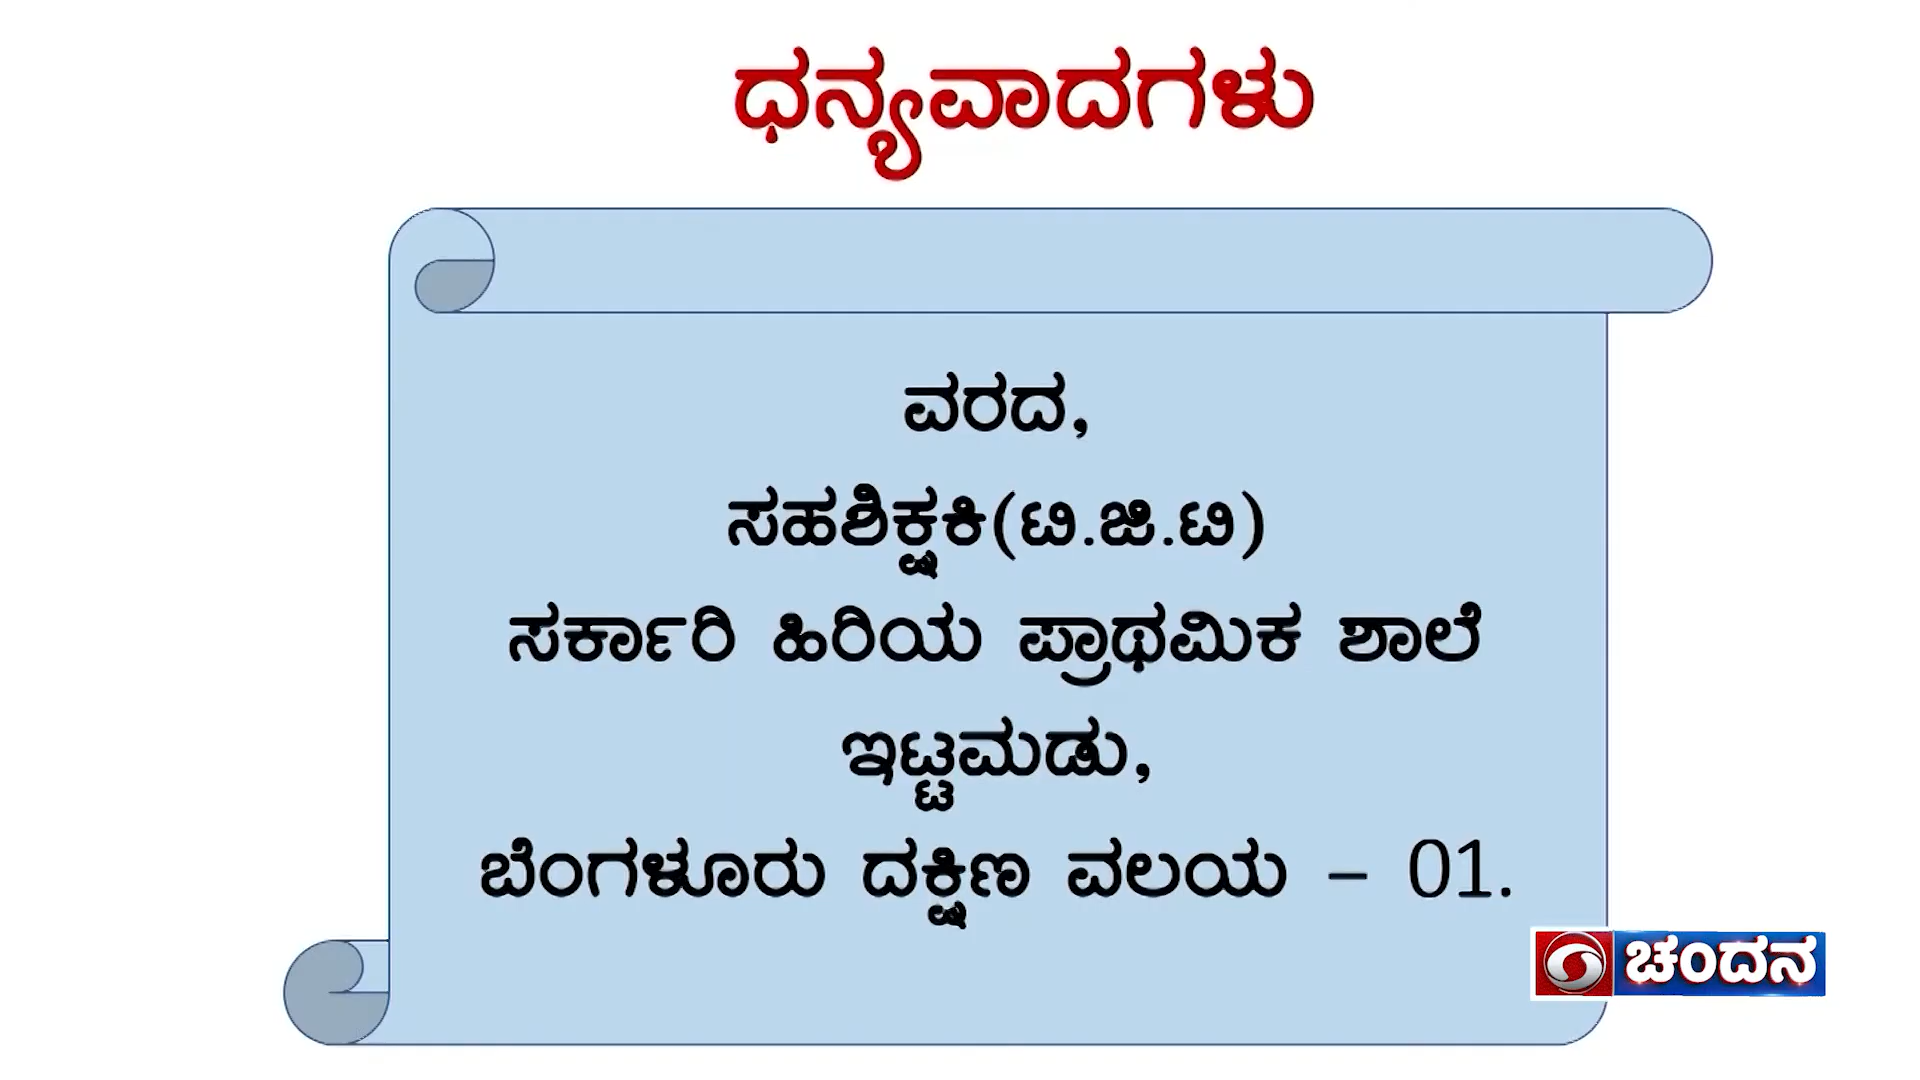 ಧನ್ಯವಾದಗಳು
ವರದ,
ಸಹಶಿಕ್ಷಕಿ(ಟಿ.ಜಿ.ಟಿ)
ಸರ್ಕಾರಿ ಹಿರಿಯ ಪ್ರಾಥಮಿಕ ಶಾಲೆ
ಇಟ್ಟಮಡು,
ಬೆಂಗಳೂರು ದಕ್ಷಿಣ ವಲಯ – 01.
ಚಂದನ